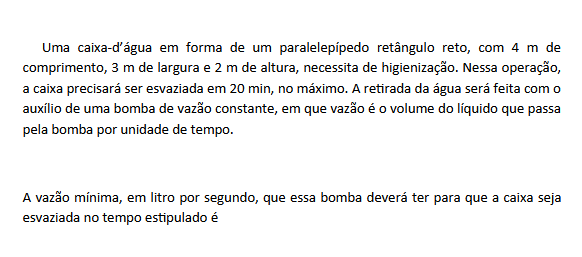 Uma caixa-d’água em forma de um paralelepípedo retângulo reto, com 4 m de
comprimento, 3 m de largura e 2 m de altura, necessita de higienização. Nessa operação,
a caixa precisará ser esvaziada em 20 min, no máximo. A retirada da água será feita com o
auxílio de uma bomba de vazão constante, em que vazão é o volume do líquido que passa
pela bomba por unidade de tempo.
A vazão mínima, em litro por segundo, que essa bomba deverá ter para que a caixa seja
esvaziada no tempo estipulado é